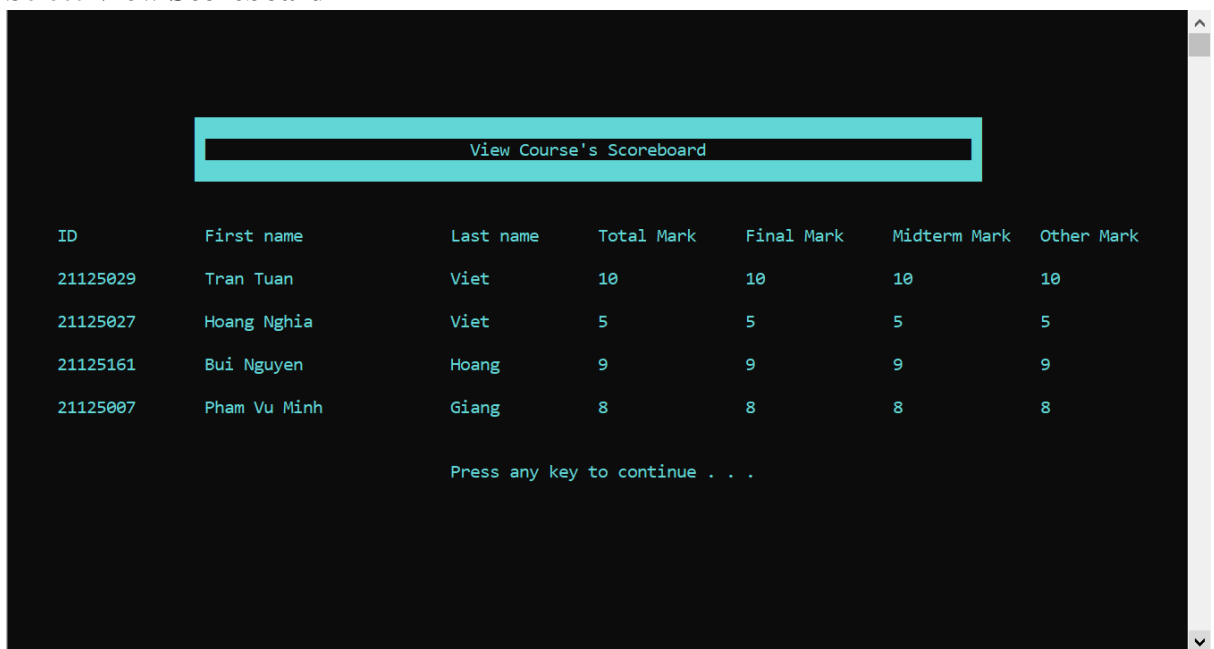 View Course's Scoreboard
ID First name Last name Total Mark Final Mark Midterm Mark Other Mark
21125029 Tran Tuan Viet 10 10 10 10
21125027 Hoang Nghia Viet 5 5 5 5
21125161 Bui Nguyen Hoang 9 9 9 9
21125007 Pham Vu Minh Giang 8 8 8 8
Press any key to continue . . .